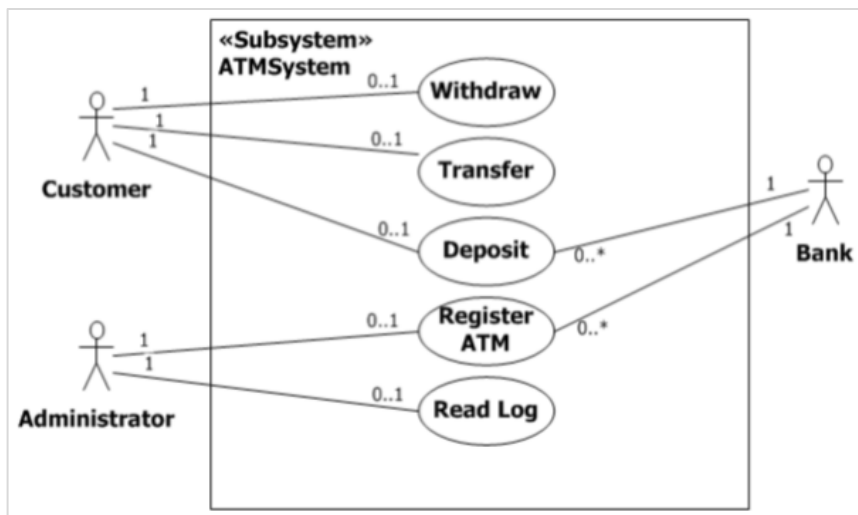 «Subsystem»
ATMSystem
1
0..1
Withdraw
1
0..1
Transfer
1
Customer
0..1
Deposit
0..*
1
1
Bank
1
0..1
Register
ATM
0..*
1
0..1
Read Log
Administrator